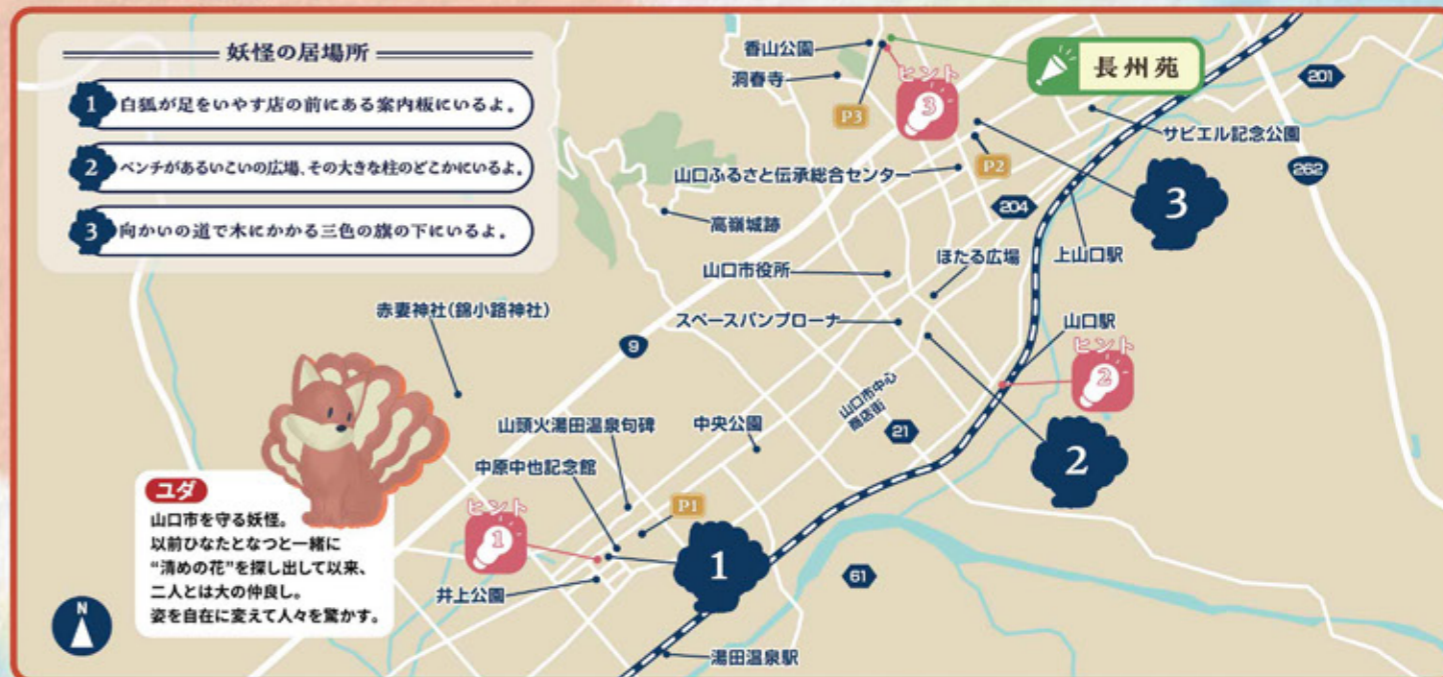 妖怪の居場所
1 白狐が足をいやす店の前にある案内板にいるよ。
2 ベンチがあるいこいの広場、その大きな柱のどこかにいるよ。
3 向かいの道で木にかかる三色の旗の下にいるよ。
香山公園
洞春寺
P3
ヒント
3
長州苑
201
サビエル記念公園
262
山口ふるさと伝承総合センター
P2
204
3
高嶺城跡
上山口駅
山口市役所
ほたる広場
赤妻神社(錦小路神社)
スペースパンプローナ
山口駅
9
ヒント
2
山口市中心
商店街
21
2
山頭火湯田温泉句碑
中央公園
中原中也記念館
P1
ヒント
1
1
61
井上公園
湯田温泉駅
ユダ
山口市を守る妖怪。
以前ひなたとなつと一緒に
“清めの花”を探し出して以来、
二人とは大の仲良し。
姿を自在に変えて人々を驚かす。
N